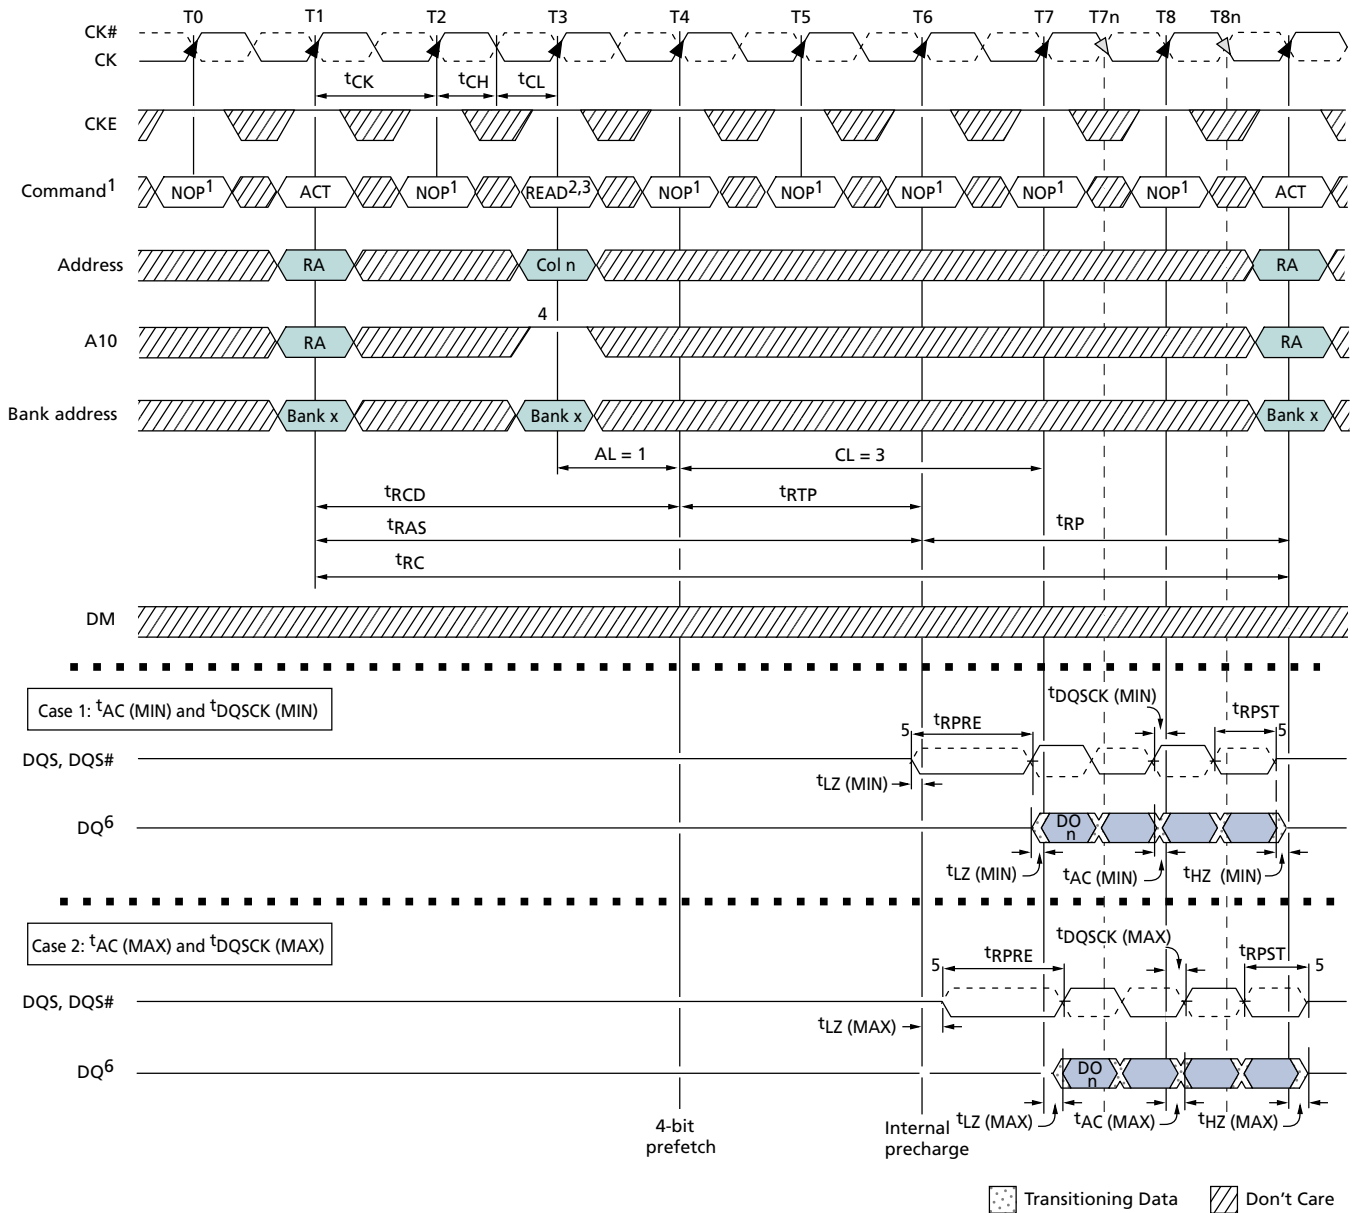 T0 T1 T2 T3 T4 T5 T6 T7 T7n T8 T8n
CK#
CK
tCK tCH tCL
CKE
Command1 NOP1 ACT NOP1 READ2,3 NOP1 NOP1 NOP1 NOP1 NOP1 ACT
Address RA Col n RA
4
A10 RA RA
Bank address Bank x Bank x Bank x
AL = 1 CL = 3
tRCD tRTP
tRAS tRP
tRC
DM
Case 1: tAC (MIN) and tDQSCK (MIN)
tDQSCK (MIN)
5 tRPRE tRPST 5
DQS, DQS#
tLZ (MIN)
DQ6 DO
n
tLZ (MIN) tAC (MIN) tHZ (MIN)
Case 2: tAC (MAX) and tDQSCK (MAX)
tDQSCK (MAX)
5 tRPRE tRPST 5
DQS, DQS#
tLZ (MAX)
DQ6 DO
n
tLZ (MAX) tAC (MAX) tHZ (MAX)
4-bit
prefetch
Internal
precharge
Transitioning Data Don't Care